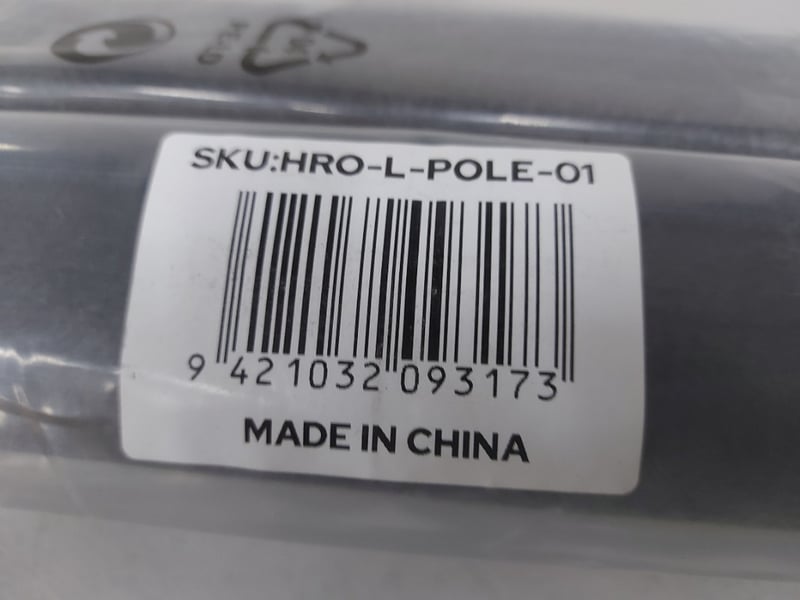 SKU:HRO-L-POLE-01
9 421032 093173
MADE IN CHINA